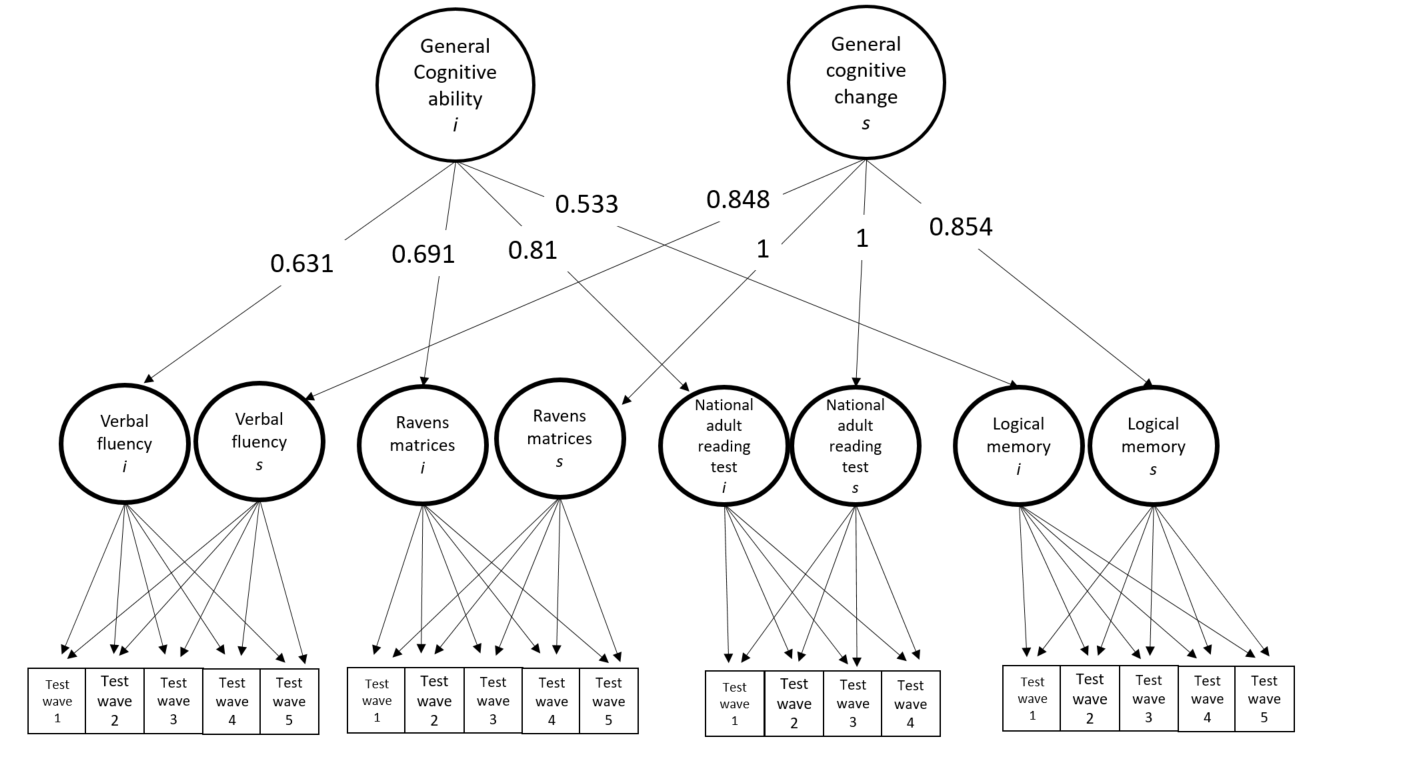 General
Cognitive
ability
i
General
cognitive
change
s
0.533
0.848
0.854
0.631
0.691
0.81
1
1
Verbal
fluency
i
Verbal
fluency
s
Ravens
matrices
i
Ravens
matrices
s
National
adult
reading
test
i
National
adult
reading
test
s
Logical
memory
i
Logical
memory
s
Test
wave
1
Test
wave
2
Test
wave
3
Test
wave
4
Test
wave
5
Test
wave
1
Test
wave
2
Test
wave
3
Test
wave
4
Test
wave
5
Test
wave
1
Test
wave
2
Test
wave
3
Test
wave
4
Test
wave
1
Test
wave
2
Test
wave
3
Test
wave
4
Test
wave
5